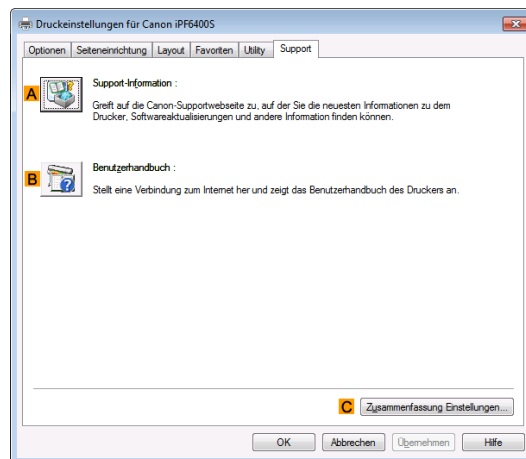 Druckeinstellungen für Canon iPF6400S
Optionen Seiteneinrichtung Layout Favoriten Utility Support
A
Support-Information :
Greift auf die Canon-Supportwebseite zu, auf der Sie die neuesten Informationen zu dem
Drucker, Softwareaktualisierungen und andere Information finden können.
B
Benutzerhandbuch :
Stellt eine Verbindung zum Internet her und zeigt das Benutzerhandbuch des Druckers an.
C Zusammenfassung Einstellungen...
OK Abbrechen Übernehmen Hilfe